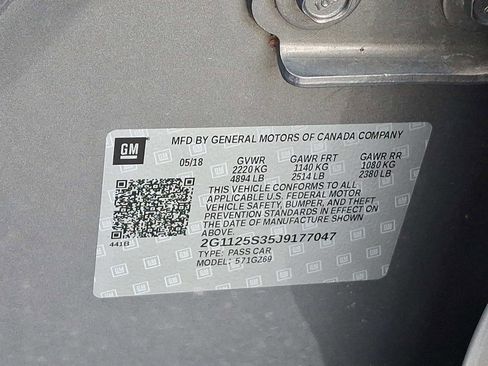 GM
MFD BY GENERAL MOTORS OF CANADA COMPANY
05/18 GVWR GAWR FRT GAWR RR
2220 KG 1140 KG 1080 KG
4894 LB 2514 LB 2380 LB
THIS VEHICLE CONFORMS TO ALL
APPLICABLE U.S. FEDERAL MOTOR
VEHICLE SAFETY, BUMPER, AND THEFT
PREVENTION STANDARDS IN EFFECT ON
THE DATE OF MANUFACTURE SHOWN
ABOVE.
441B
2G1125S35J9177047
TYPE: PASS CAR
MODEL: 571GZ69